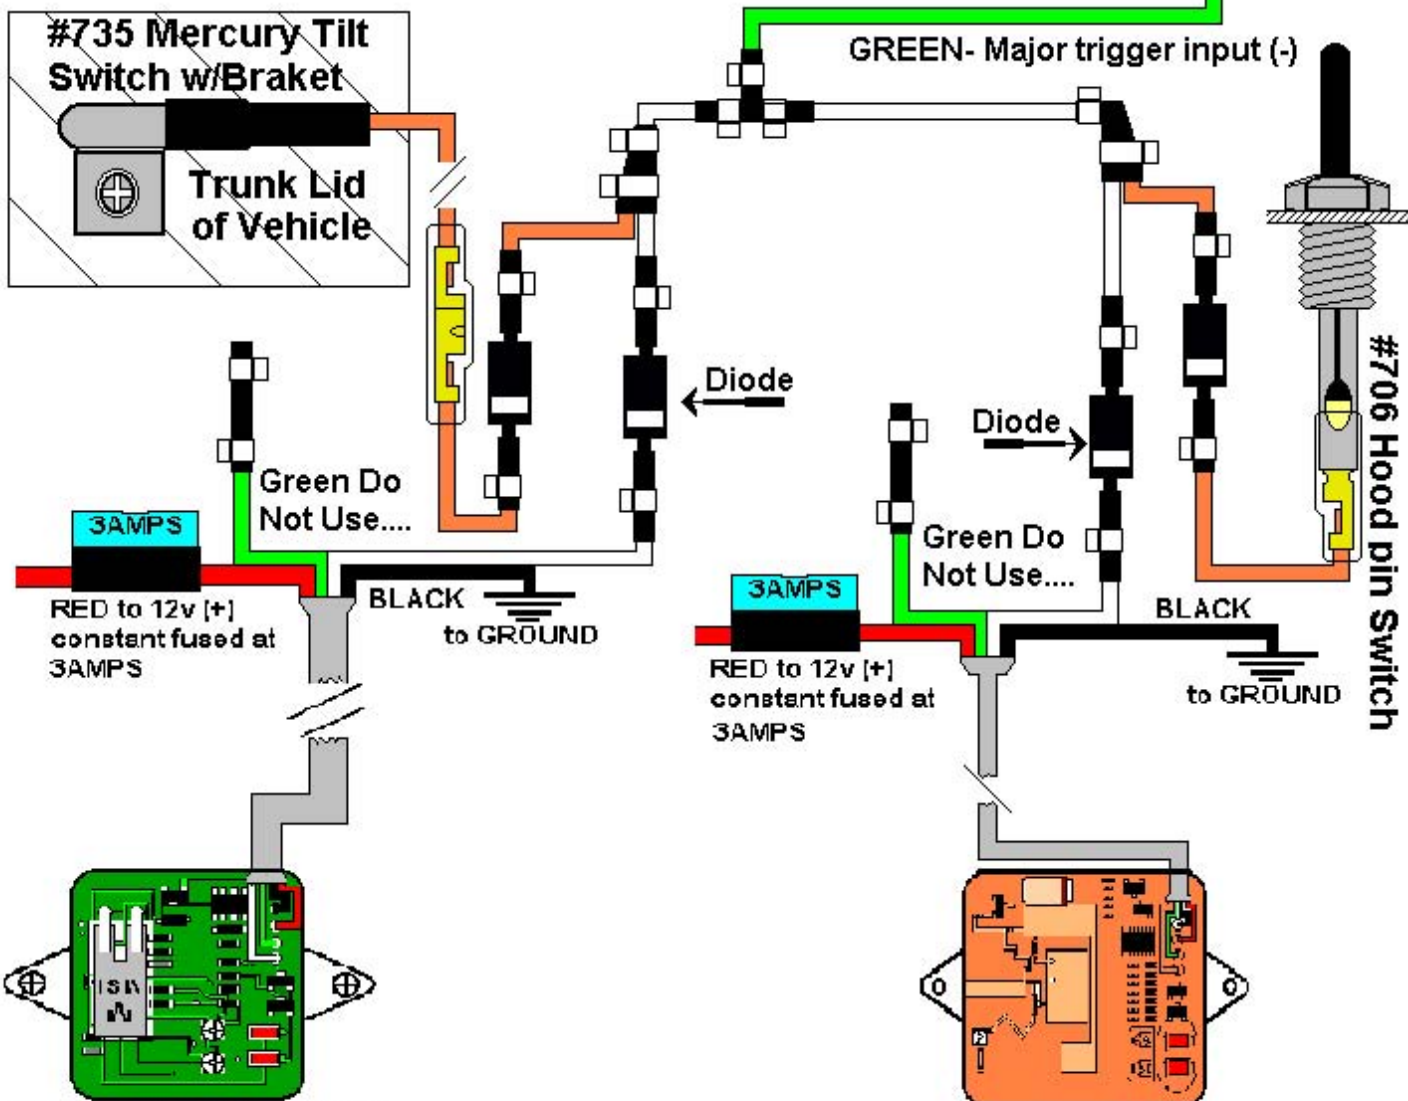 #735 Mercury Tilt
Switch w/Braket
Trunk Lid
of Vehicle
GREEN- Major trigger input (-)
Diode
Diode
#706 Hood pin Switch
Green Do
Not Use....
3AMPS
RED to 12v (+)
constant fused at
3AMPS
BLACK
to GROUND
Green Do
Not Use....
3AMPS
RED to 12v (+)
constant fused at
3AMPS
BLACK
to GROUND